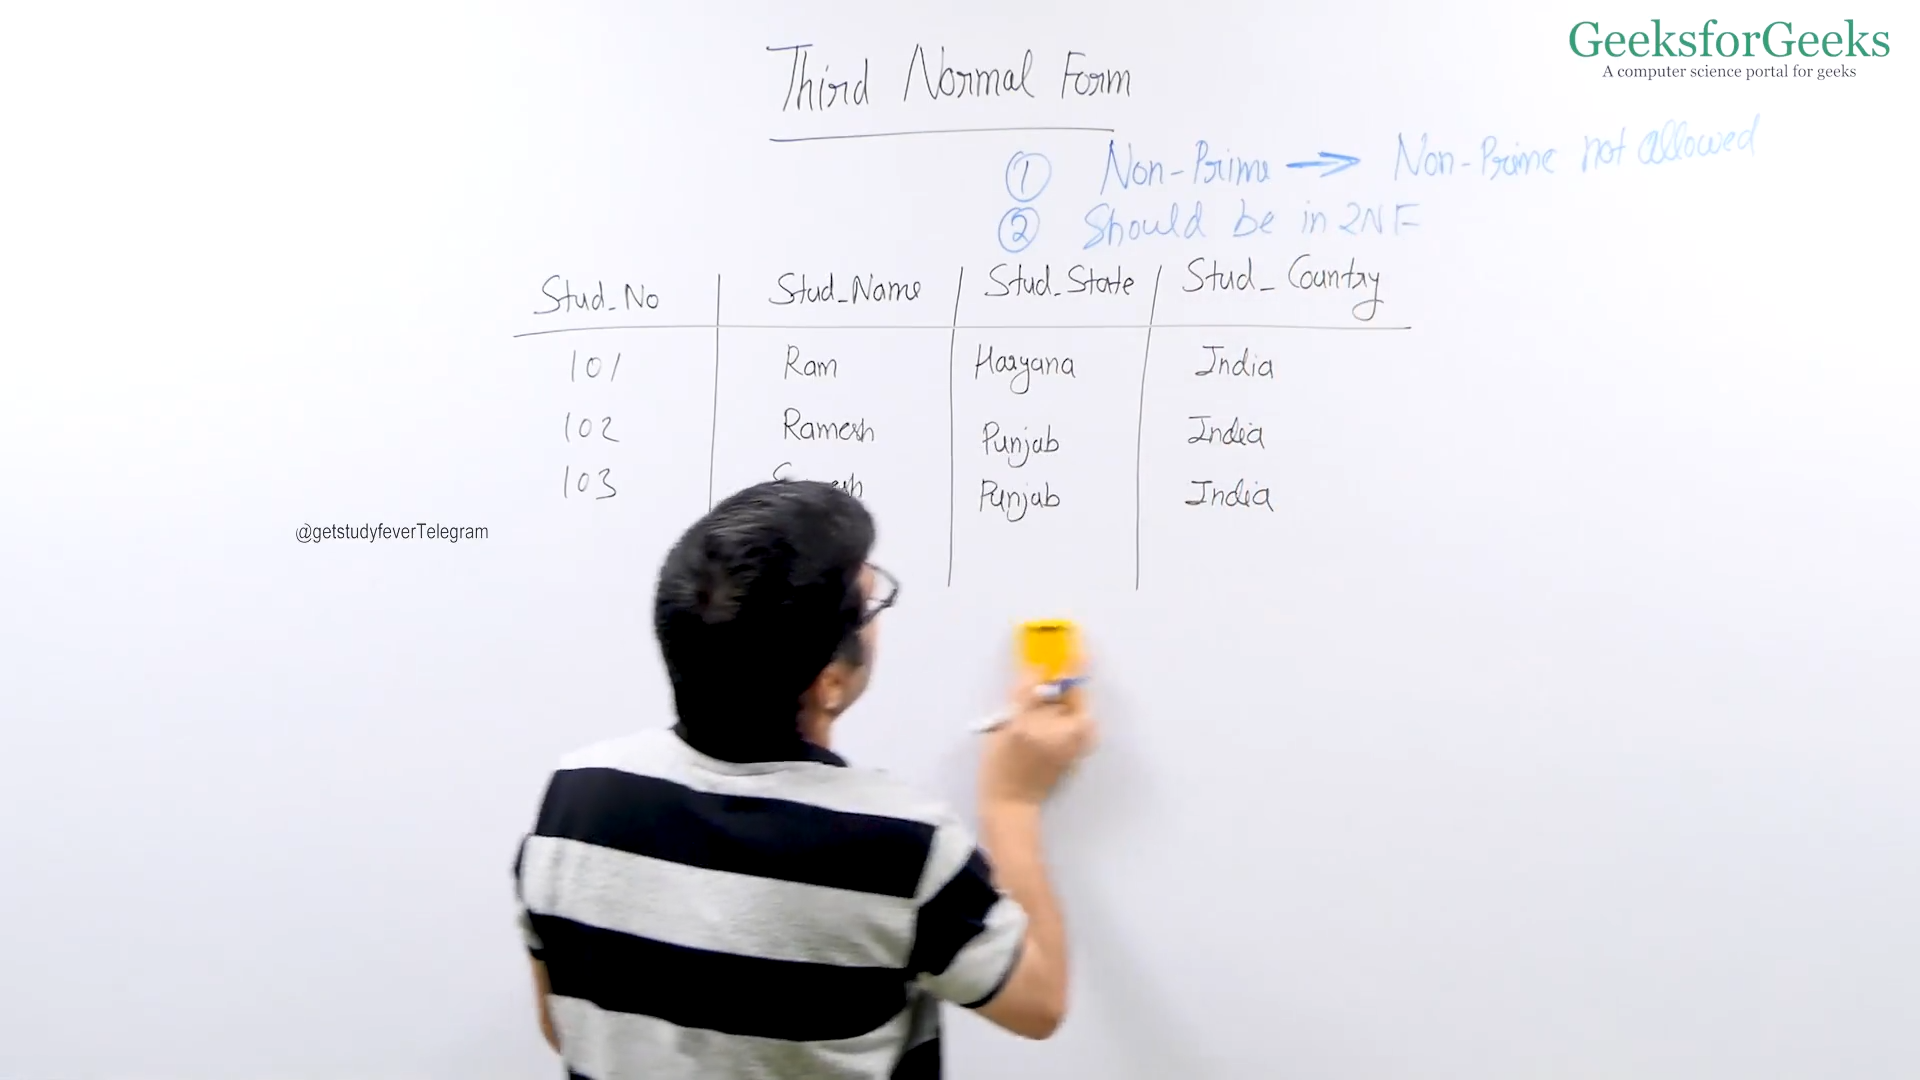 GeeksforGeeks
A computer science portal for geeks
Third Normal Form
① Non-Prime → Non-Prime not allowed
② Should be in 2NF
Stud_No Stud_Name Stud_State Stud_Country
101 Ram Haryana India
102 Ramesh Punjab India
103 Punjab India
@getstudyfeverTelegram